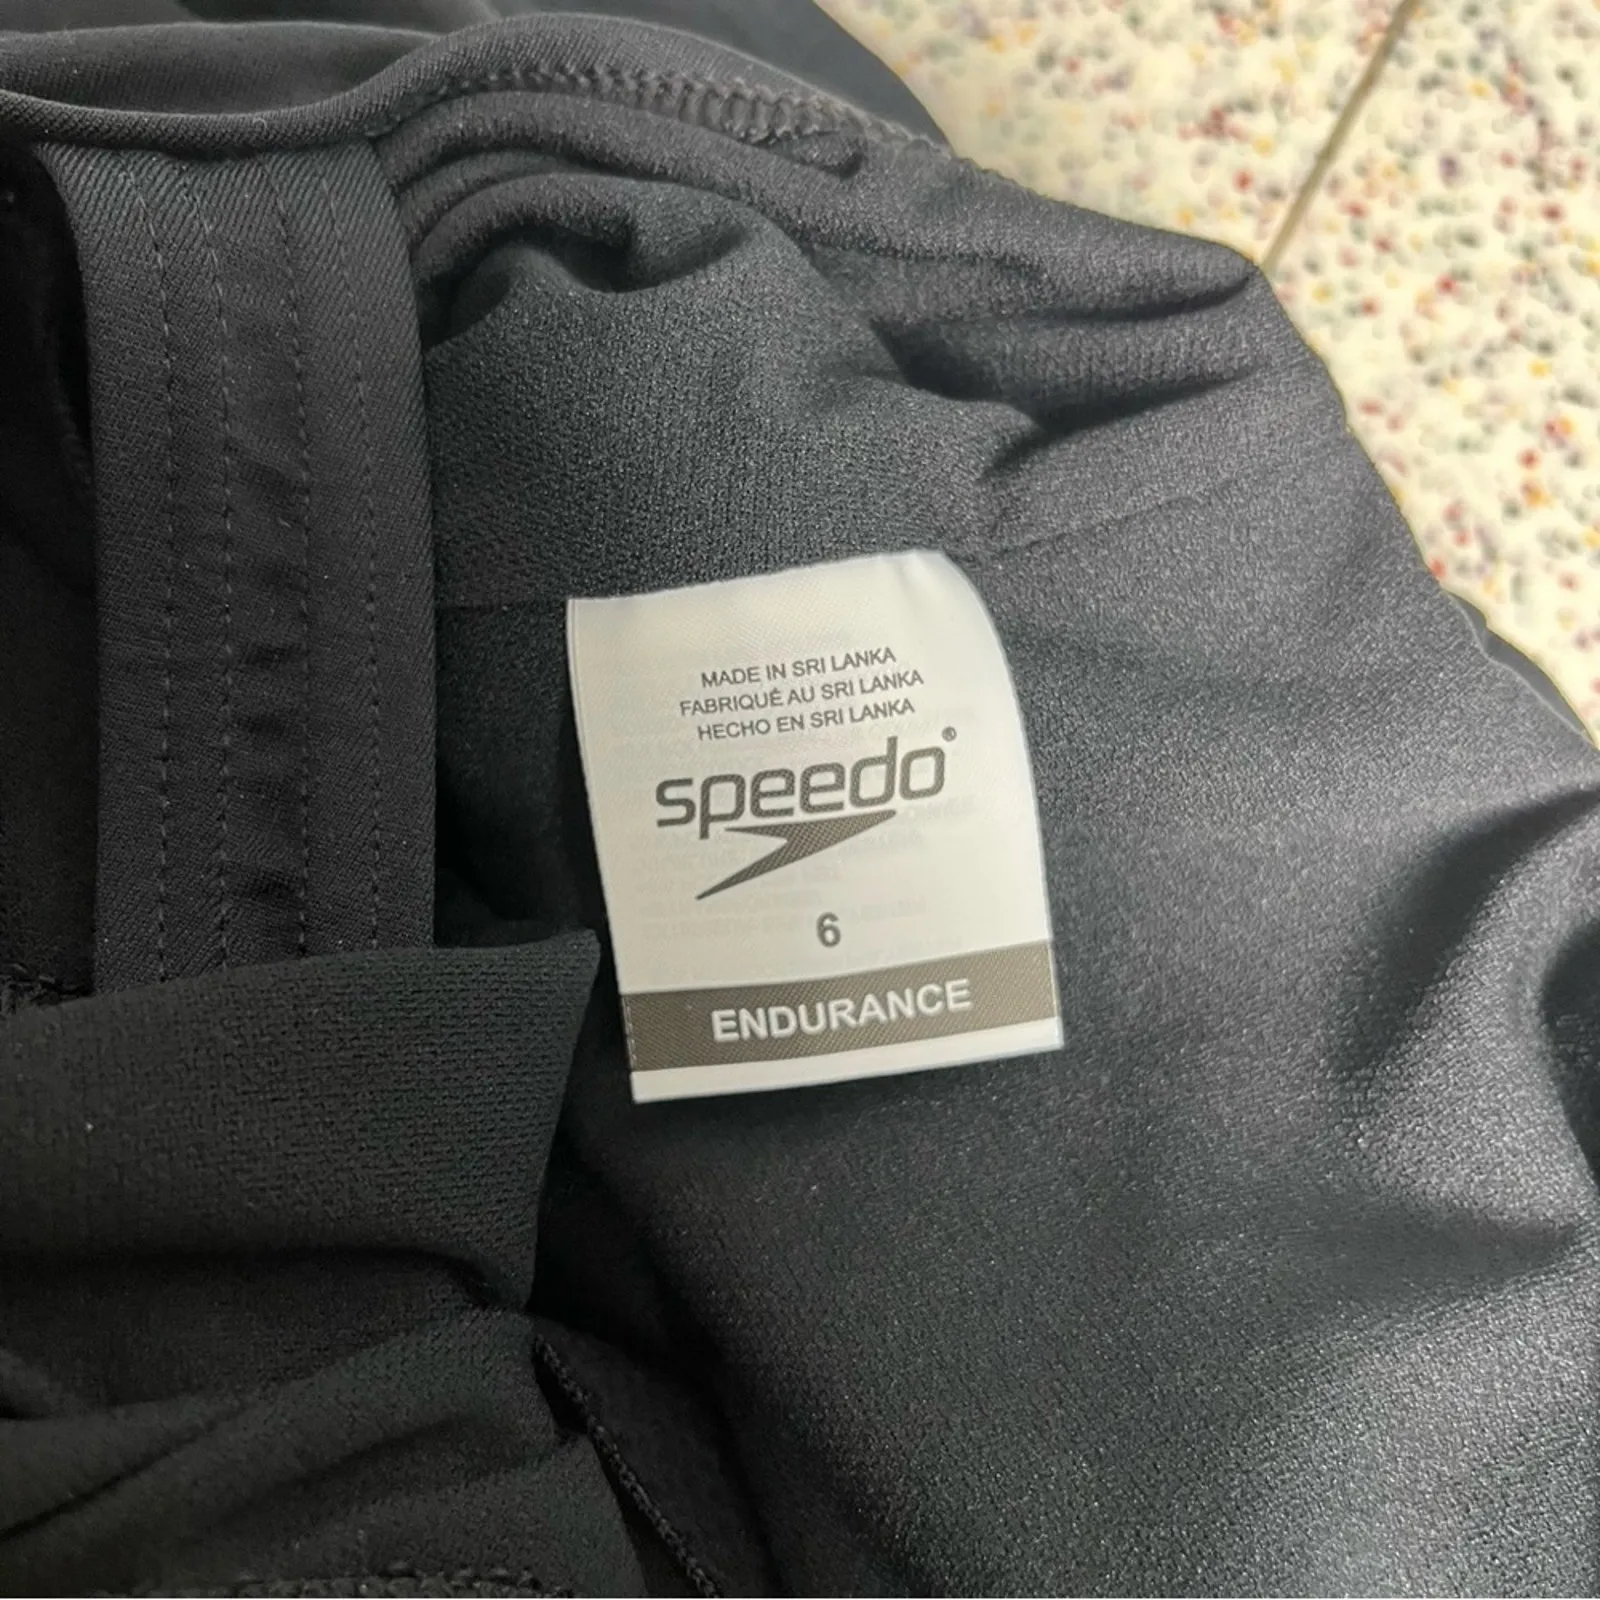 MADE IN SRI LANKA
FABRIQUÉ AU SRI LANKA
HECHO EN SRI LANKA
speedo®
6
ENDURANCE